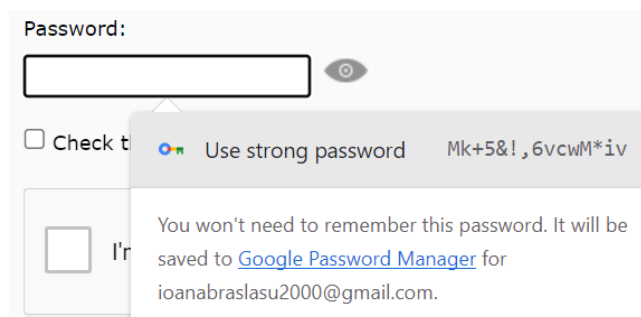 Password:
Check t
Use strong password Mk+5&!,6vcwM*iv
I'r
You won't need to remember this password. It will be
saved to Google Password Manager for
ioanabraslasu2000@gmail.com.